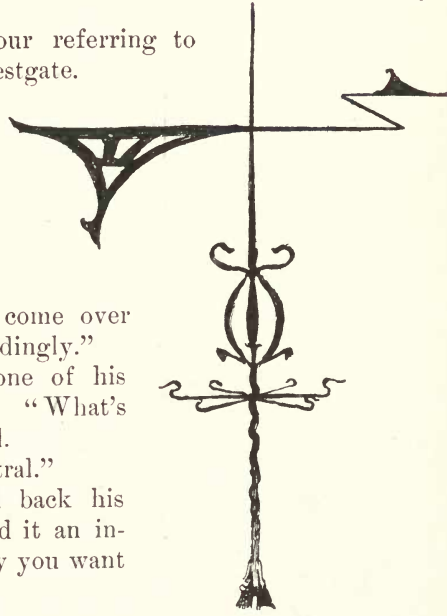 our referring to
estgate.
come over
dingly.”
one of his
“What's
l.
tral.”
back his
d it an in-
y you want